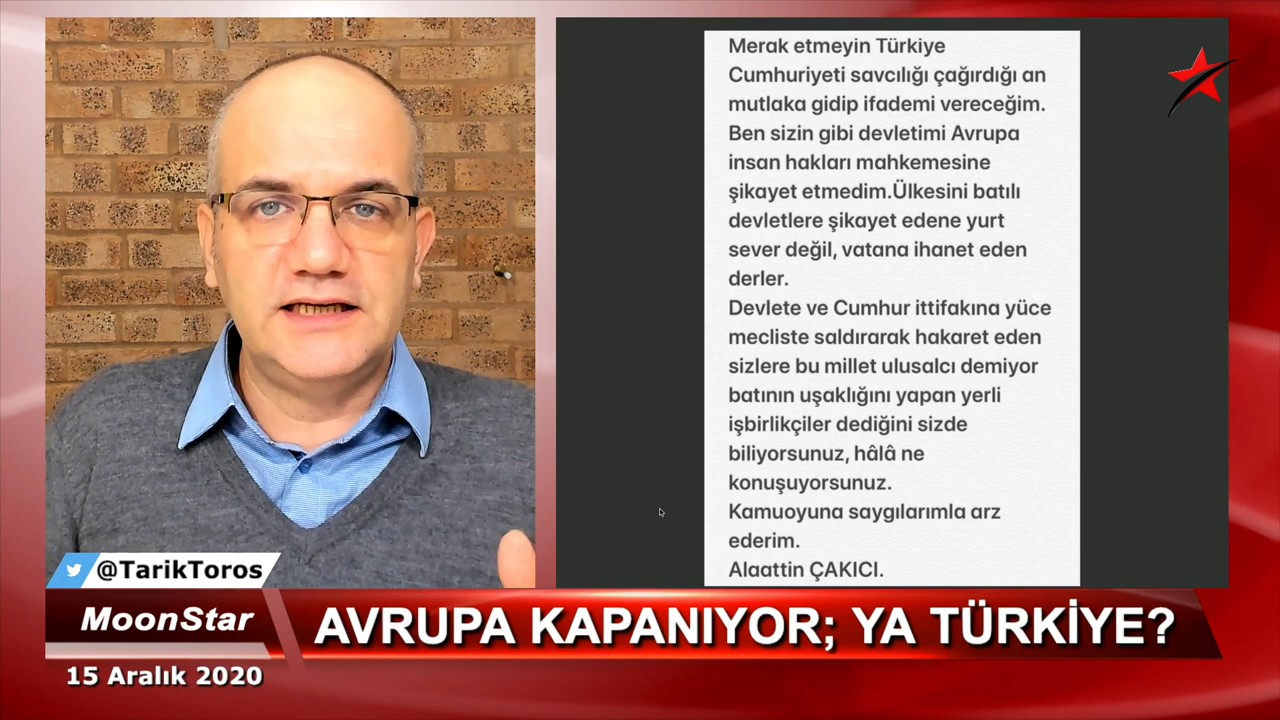 Merak etmeyin Türkiye
Cumhuriyeti savcılığı çağırdığı an
mutlaka gidip ifademi vereceğim.
Ben sizin gibi devletimi Avrupa
insan hakları mahkemesine
şikayet etmedim.Ülkesini batılı
devletlere şikayet edene yurt
sever değil, vatana ihanet eden
derler.
Devlete ve Cumhur ittifakına yüce
mecliste saldırarak hakaret eden
sizlere bu millet ulusalcı demiyor
batının uşaklığını yapan yerli
işbirlikçiler dediğini sizde
biliyorsunuz, hâlâ ne
konuşuyorsunuz.
Kamuoyuna saygılarımla arz
ederim.
Alaattin ÇAKICI.
@TarikToros
MoonStar
AVRUPA KAPANIYOR; YA TÜRKİYE?
15 Aralık 2020